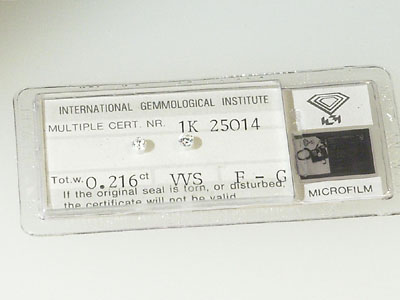 INTERNATIONAL GEMMOLOGICAL INSTITUTE
MULTIPLE CERT. NR. 1K 25014
Tot.w. 0.216ct VVS F - G
If the original seal is torn, or disturbed,
the certificate will not be valid
MICROFILM